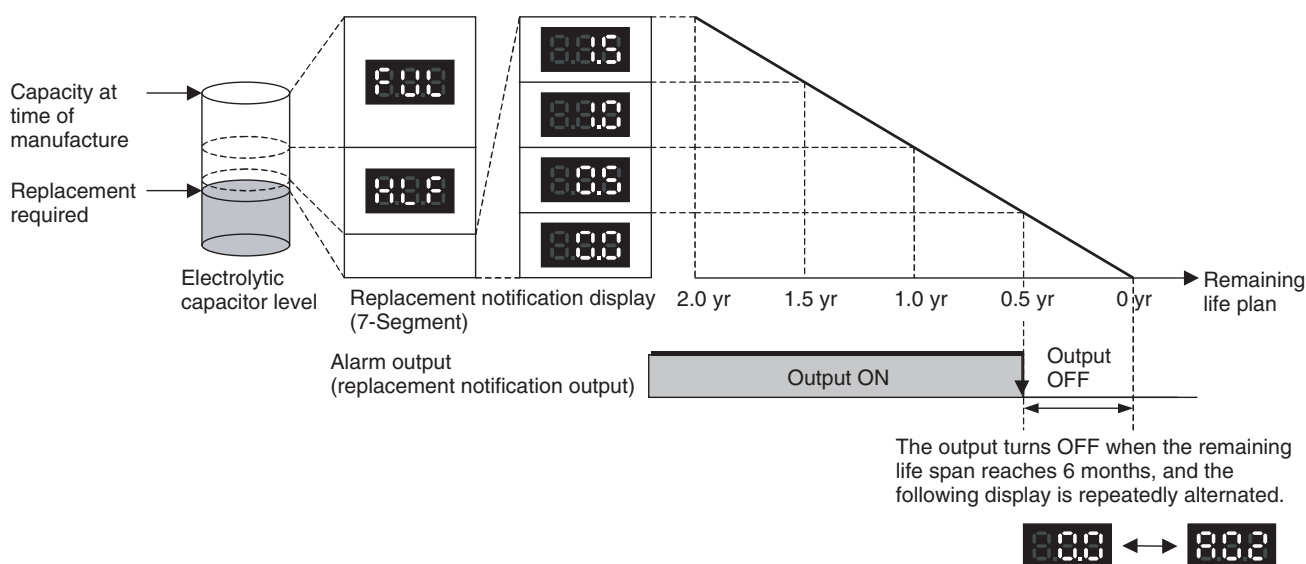 Capacity at
time of
manufacture
Replacement
required
Electrolytic
capacitor level
FUL
HLF
1.5
1.0
0.5
0.0
Replacement notification display
(7-Segment)
2.0 yr
1.5 yr
1.0 yr
0.5 yr
0 yr
Remaining
life plan
Alarm output
(replacement notification output)
Output ON
Output
OFF
The output turns OFF when the remaining
life span reaches 6 months, and the
following display is repeatedly alternated.
0.0
A02